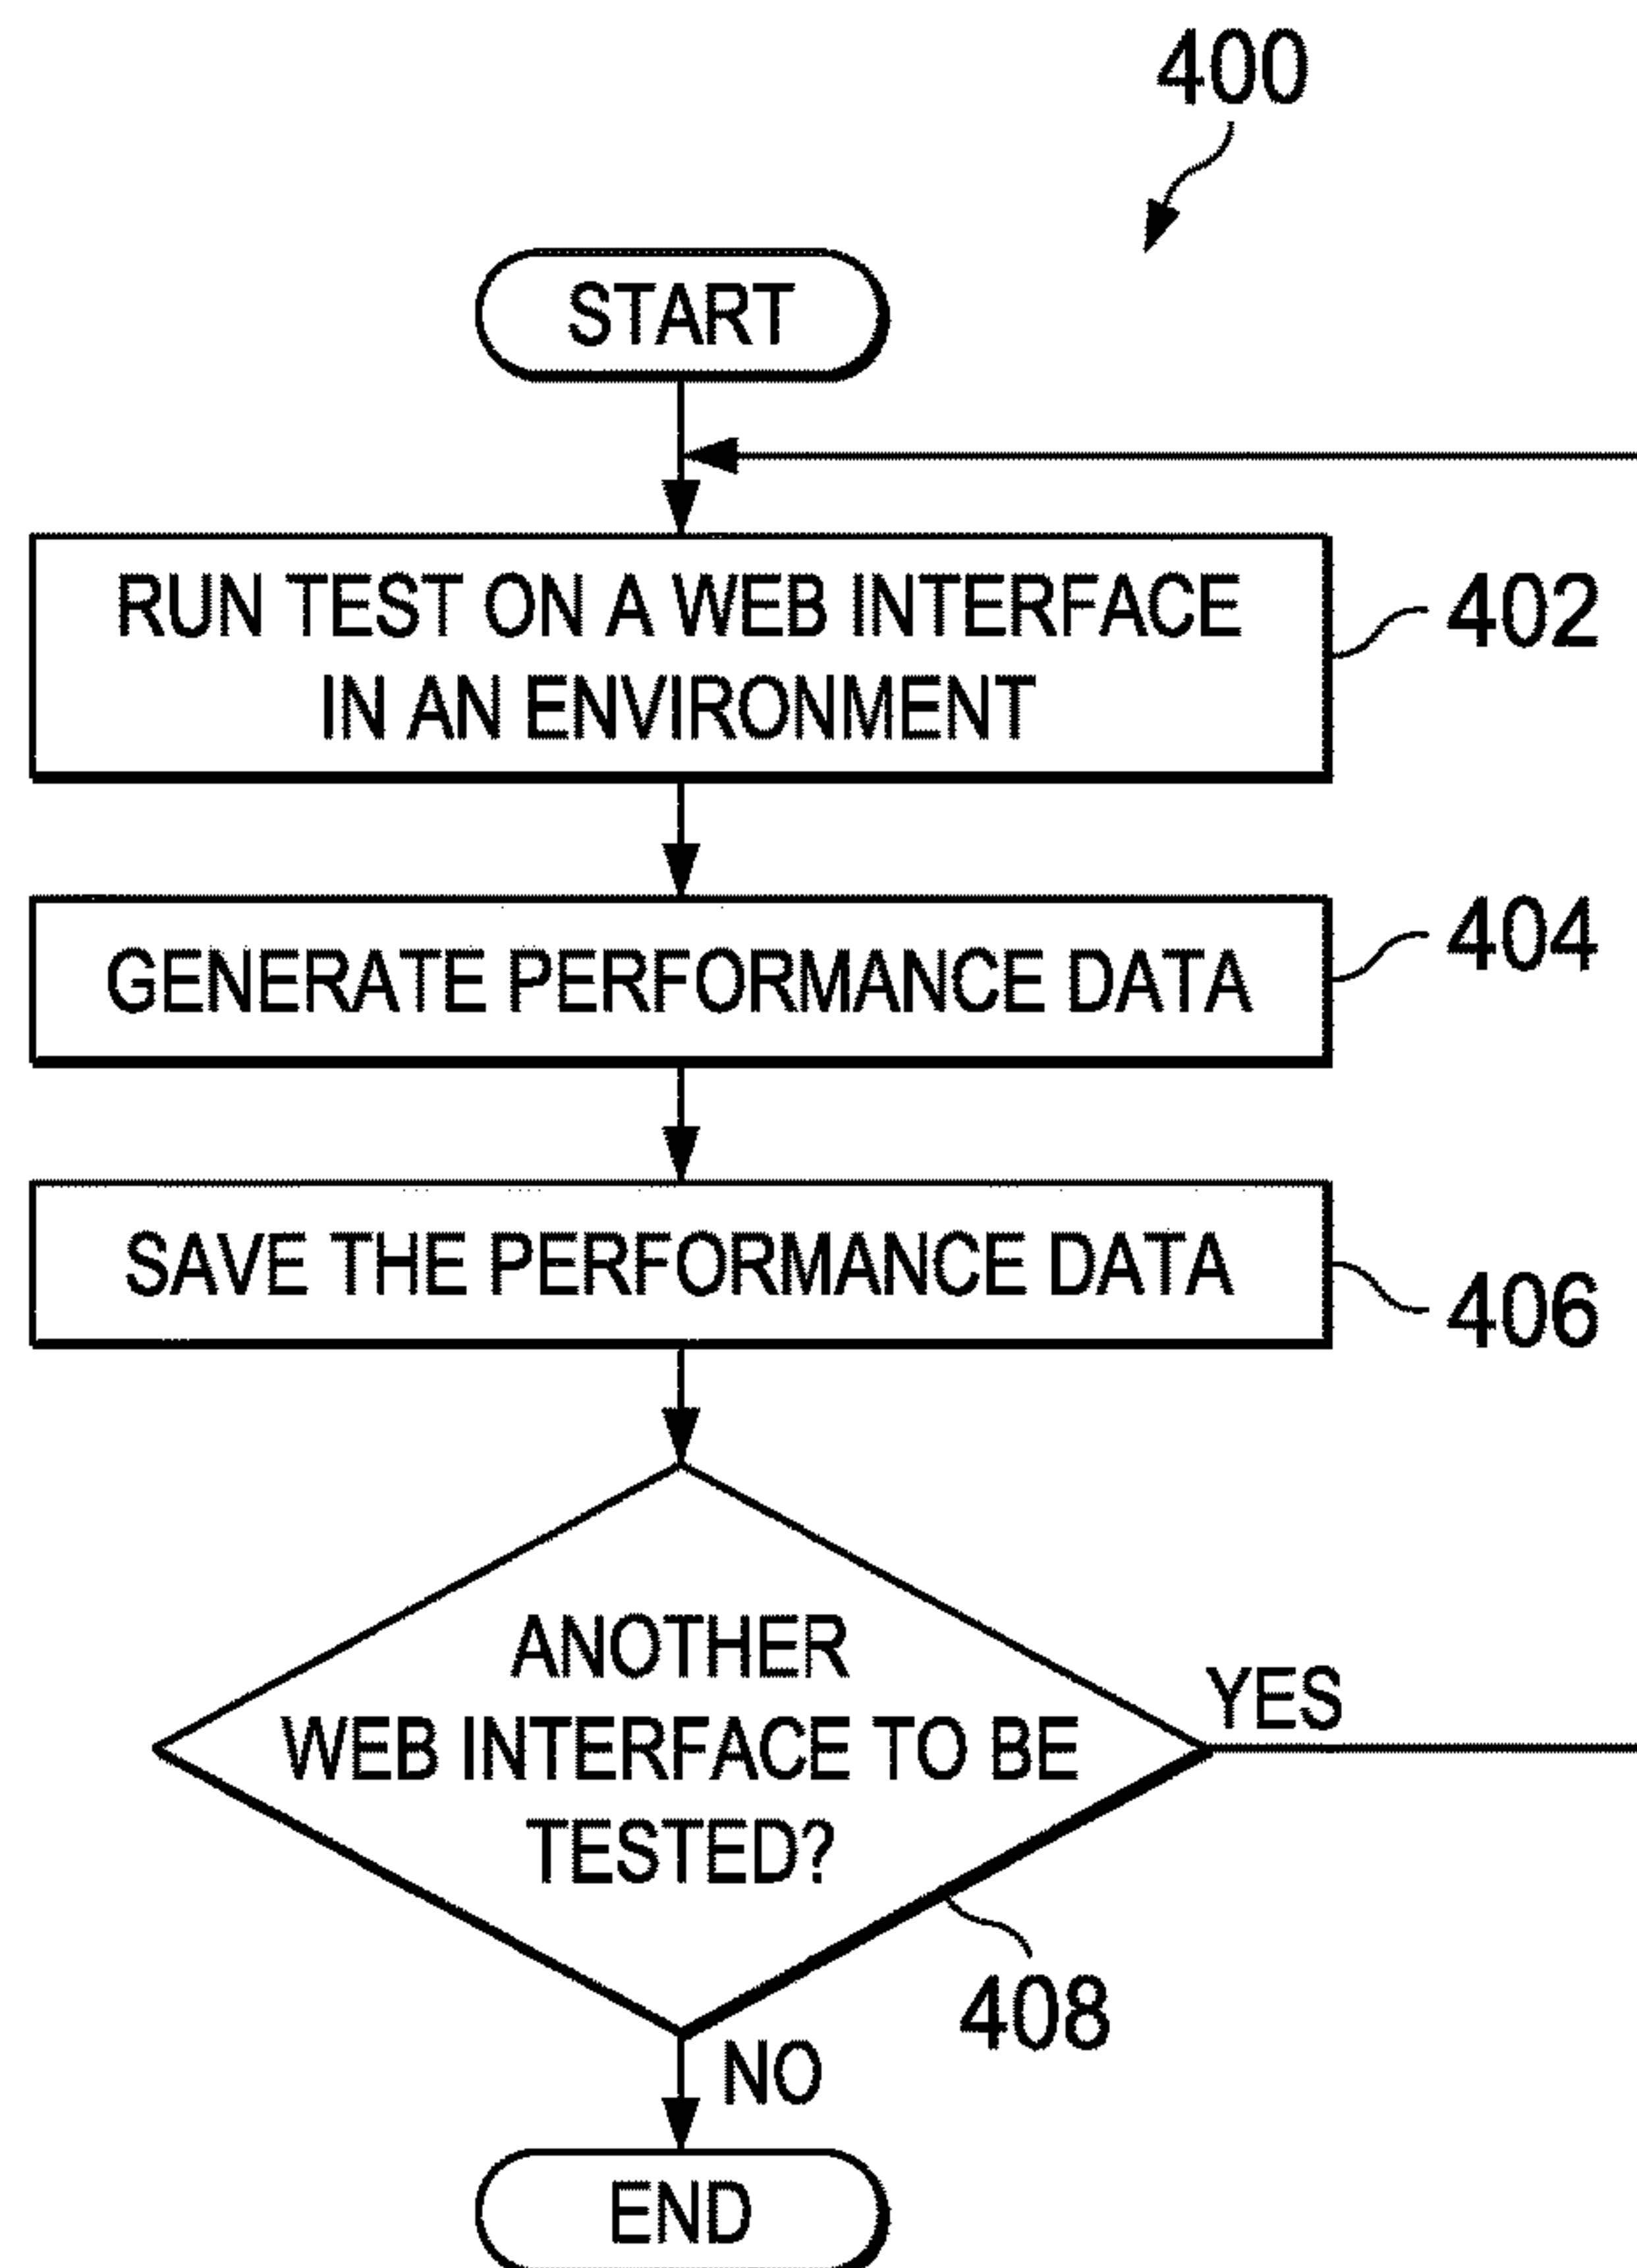 400
START
RUN TEST ON A WEB INTERFACE
IN AN ENVIRONMENT
402
GENERATE PERFORMANCE DATA
404
SAVE THE PERFORMANCE DATA
406
ANOTHER
WEB INTERFACE TO BE
TESTED?
YES
408
NO
END